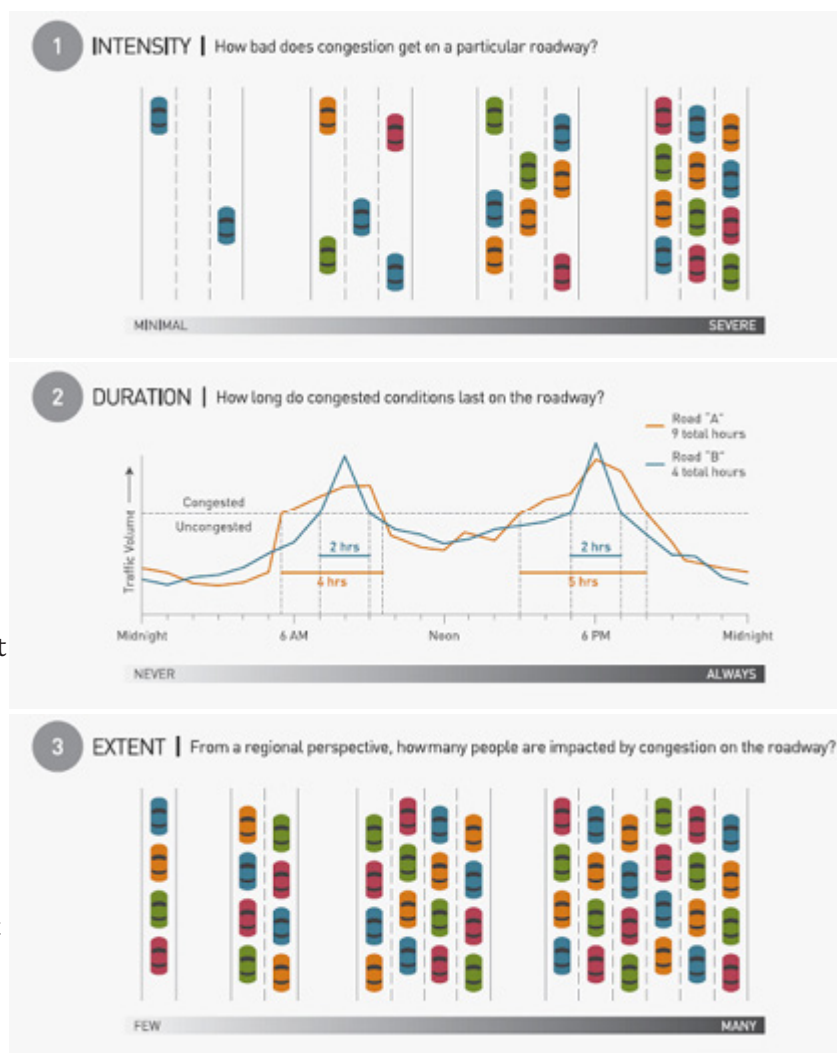 1 INTENSITY | How bad does congestion get on a particular roadway?
MINIMAL SEVERE
2 DURATION | How long do congested conditions last on the roadway?
Road "A"
9 total hours
Road "B"
4 total hours
Traffic Volume
Congested
Uncongested
2 hrs 2 hrs
4 hrs 5 hrs
Midnight 6 AM Noon 6 PM Midnight
NEVER ALWAYS
t
3 EXTENT | From a regional perspective, how many people are impacted by congestion on the roadway?
FEW MANY